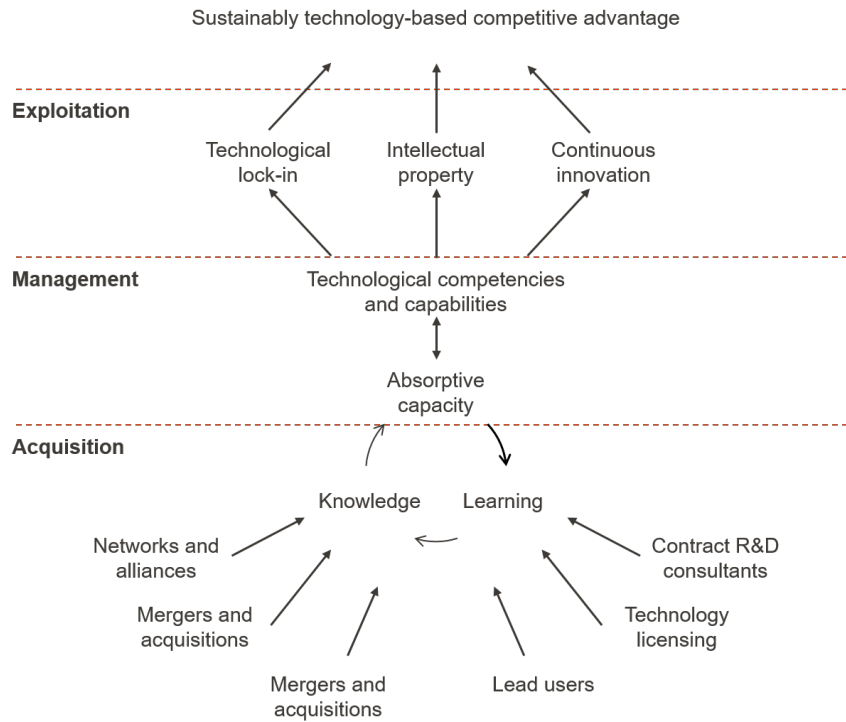 Sustainably technology-based competitive advantage
Exploitation
Technological
lock-in
Intellectual
property
Continuous
innovation
Management
Technological competencies
and capabilities
Absorptive
capacity
Acquisition
Knowledge
Learning
Networks and
alliances
Contract R&D
consultants
Mergers and
acquisitions
Technology
licensing
Mergers and
acquisitions
Lead users